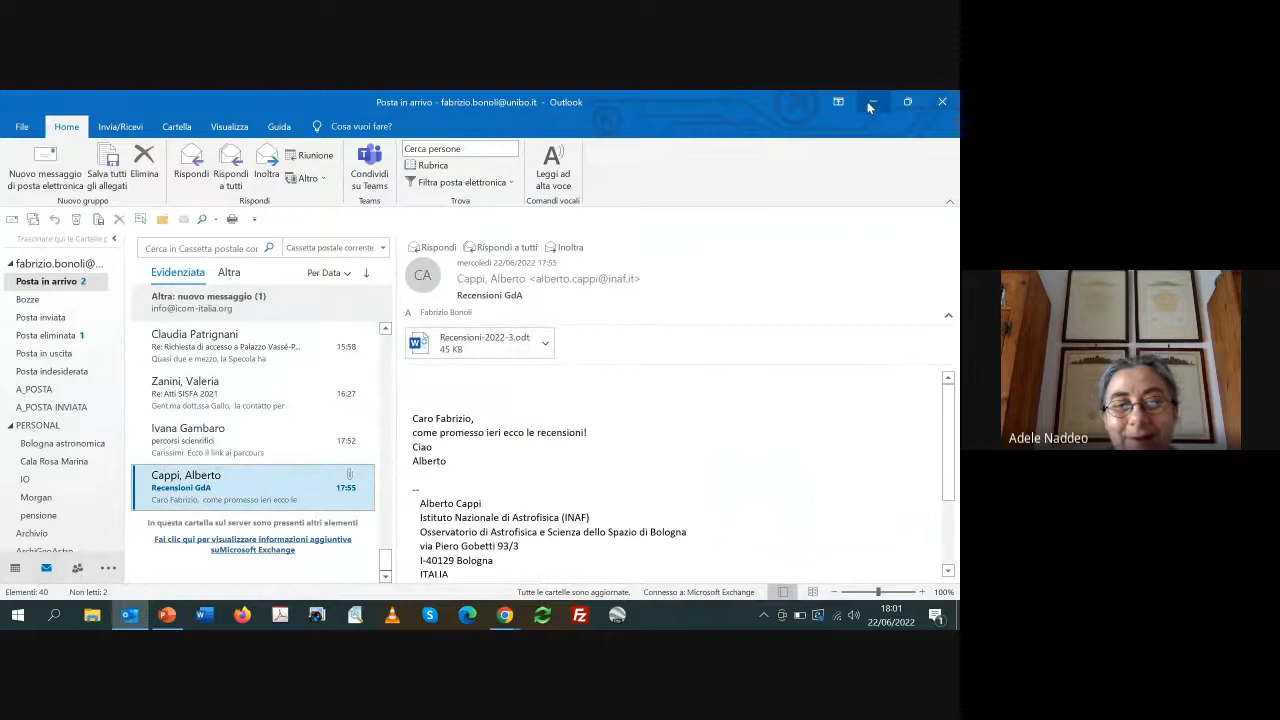 Posta in arrivo - fabrizio.bonoli@unibo.it - Outlook
File Home Invia/Ricevi Cartella Visualizza Guida Cosa vuoi fare?
Nuovo messaggio
di posta elettronica
Salva tutti
gli allegati
Elimina
Nuovo gruppo
Rispondi
Rispondi
a tutti
Inoltra
Riunione
Altro
Rispondi
Condividi
su Teams
Teams
Cerca persone
Rubrica
Filtra posta elettronica
Trova
Leggi ad
alta voce
Comandi vocali
Trascinare qui le Cartelle p
fabrizio.bonoli@...
Posta in arrivo 2
Bozze
Posta inviata
Posta eliminata 1
Posta in uscita
Posta indesiderata
A_POSTA
A_POSTA INVIATA
PERSONAL
Bologna astronomica
Cala Rosa Marina
IO
Morgan
pensione
Archivio
Cerca in Cassetta postale cor
Cassetta postale corrente
Evidenziata Altra Per Data
Altra: nuovo messaggio (1)
info@icom-italia.org
Claudia Patrignani
Re: Richiesta di accesso a Palazzo Vassé-P... 15:58
Quasi due e mezzo, la Specola ha
Zanini, Valeria
Re: Atti SISFA 2021 16:27
Gent.ma dott.ssa Gallo, la contatto per
Ivana Gambaro
percorsi scienrifici 17:52
Carissimi Ecco il link ai parcours
Cappi, Alberto
Recensioni GdA 17:55
Caro Fabrizio, come promesso ieri ecco le
In questa cartella sul server sono presenti altri elementi
Fai clic qui per visualizzare informazioni aggiuntive
suMicrosoft Exchange
Rispondi Rispondi a tutti Inoltra
mercoledì 22/06/2022 17:55
CA
Cappi, Alberto <alberto.cappi@inaf.it>
Recensioni GdA
A Fabrizio Bonoli
Recensioni-2022-3.odt
45 KB
Caro Fabrizio,
come promesso ieri ecco le recensioni!
Ciao
Alberto
--
Alberto Cappi
Istituto Nazionale di Astrofisica (INAF)
Osservatorio di Astrofisica e Scienza dello Spazio di Bologna
via Piero Gobetti 93/3
I-40129 Bologna
ITALIA
Elementi: 40 Non letti: 2
Tutte le cartelle sono aggiornate. Connesso a: Microsoft Exchange 100%
18:01
22/06/2022
Adele Naddeo